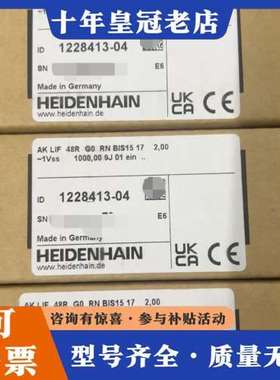 十年皇冠老店
ID 1228413-04
SN
E6
Made in Germany
HEIDENHAIN
www.heidenhain.de
UK
CA
CE
AK LIF 48R G0 RN BIS15 17 2,00
~1Vss 1000,00 9J 01 ein ..
ID 1228413-04
SN
E6
Made in Germany
HEIDENHAIN
www.heidenhain.de
UK
CA
CE
AK LIF 48R G0 RN BIS15 17 2,00
咨询有惊喜·参与补贴活动
票
型号齐全·质量